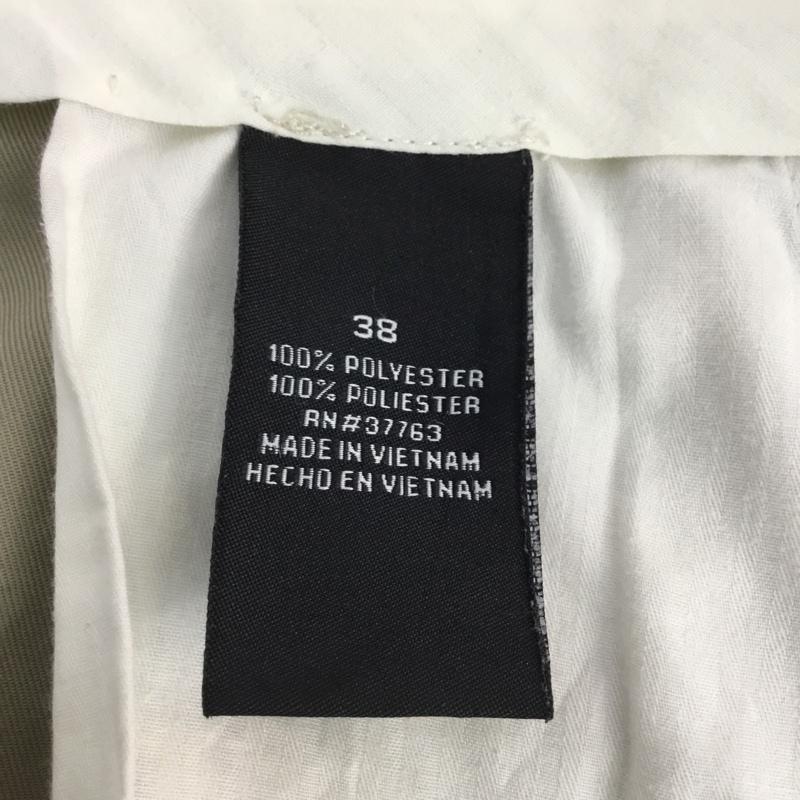 38
100% POLYESTER
100% POLIESTER
RN#37763
MADE IN VIETNAM
HECHO EN VIETNAM